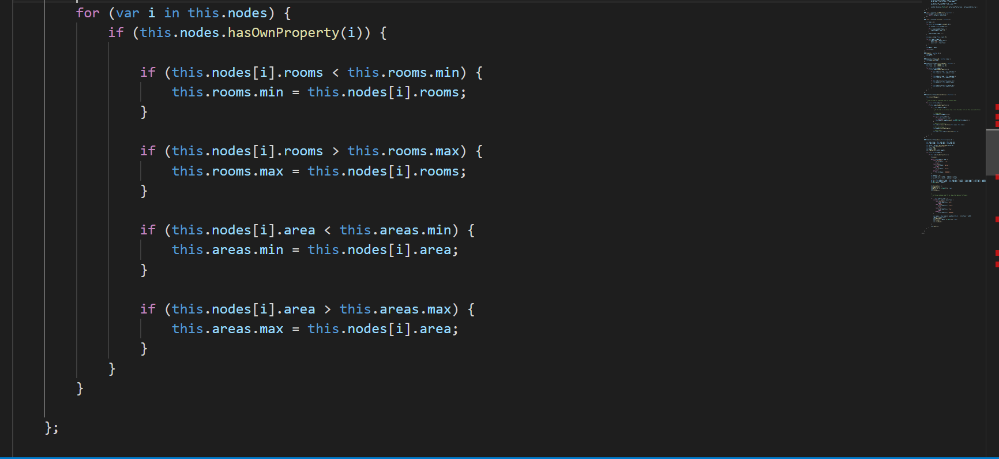 for (var i in this.nodes) {
if (this.nodes.hasOwnProperty(i)) {
if (this.nodes[i].rooms < this.rooms.min) {
this.rooms.min = this.nodes[i].rooms;
}
if (this.nodes[i].rooms > this.rooms.max) {
this.rooms.max = this.nodes[i].rooms;
}
if (this.nodes[i].area < this.areas.min) {
this.areas.min = this.nodes[i].area;
}
if (this.nodes[i].area > this.areas.max) {
this.areas.max = this.nodes[i].area;
}
}
}
};